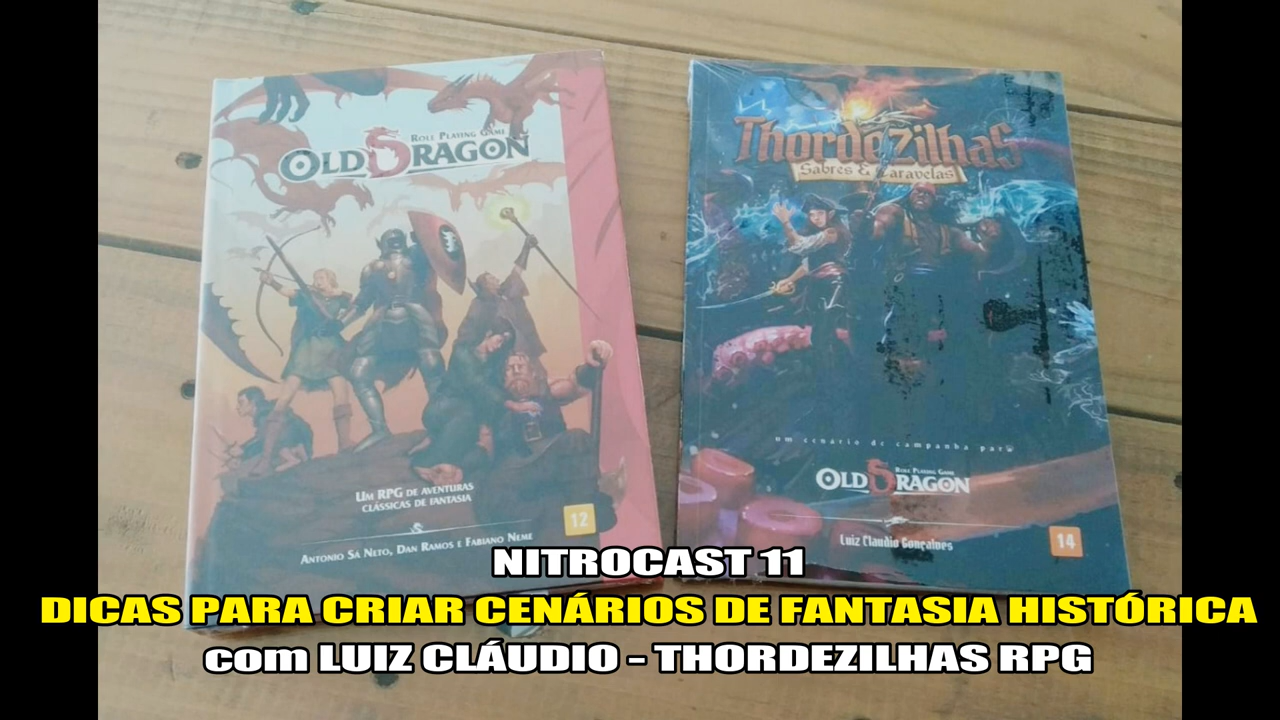 ROLE PLAYING GAME
OLD DRAGON
UM RPG DE AVENTURAS
CLÁSSICAS DE FANTASIA
12
ANTONIO SÁ NETO, DAN RAMOS E FABIANO NEME
Thordezilhas
Sabres & Caravelas
um cenário de campanha para
ROLE PLAYING GAME
OLD DRAGON
Luiz Claudio Gonçalves
14
NITROCAST 11
DICAS PARA CRIAR CENÁRIOS DE FANTASIA HISTÓRICA
com LUIZ CLÁUDIO - THORDEZILHAS RPG